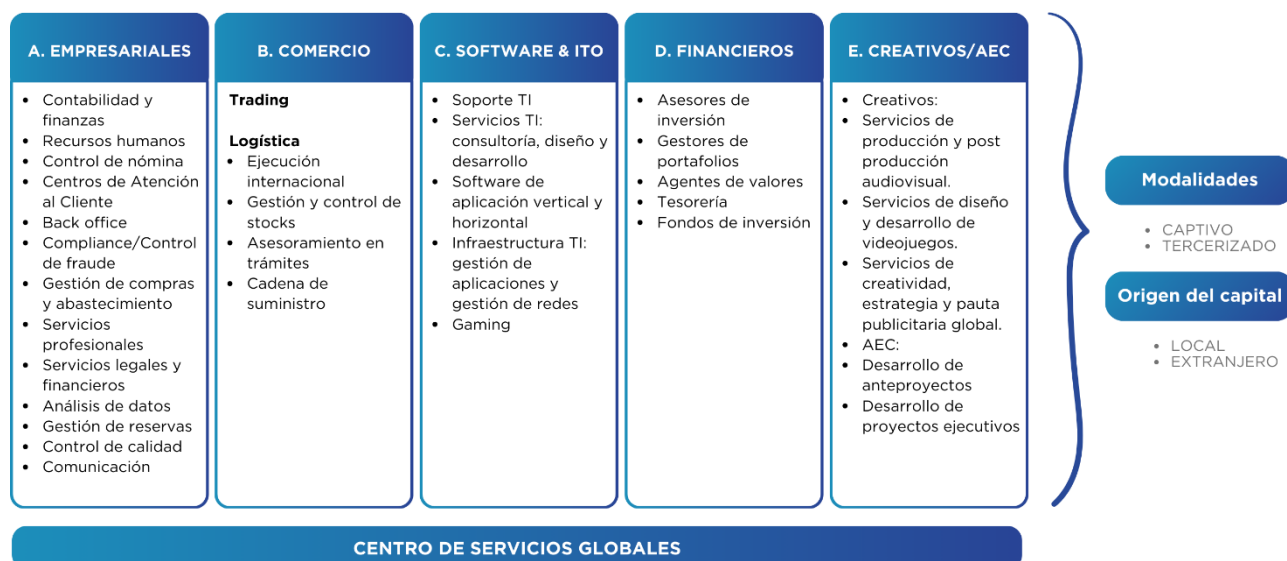 A. EMPRESARIALES
• Contabilidad y
finanzas
• Recursos humanos
• Control de nómina
• Centros de Atención
al Cliente
• Back office
• Compliance/Control
de fraude
• Gestión de compras
y abastecimiento
• Servicios
profesionales
• Servicios legales y
financieros
• Análisis de datos
• Gestión de reservas
• Control de calidad
• Comunicación
B. COMERCIO
Trading
Logística
• Ejecución
internacional
• Gestión y control de
stocks
• Asesoramiento en
trámites
• Cadena de
suministro
C. SOFTWARE & ITO
• Soporte TI
• Servicios TI:
consultoría, diseño y
desarrollo
• Software de
aplicación vertical y
horizontal
• Infraestructura TI:
gestión de
aplicaciones y
gestión de redes
• Gaming
D. FINANCIEROS
• Asesores de
inversión
• Gestores de
portafolios
• Agentes de valores
• Tesorería
• Fondos de inversión
E. CREATIVOS/AEC
• Creativos:
• Servicios de
producción y post
producción
audiovisual.
• Servicios de diseño
y desarrollo de
videojuegos.
• Servicios de
creatividad,
estrategia y pauta
publicitaria global.
• AEC:
• Desarrollo de
anteproyectos
• Desarrollo de
proyectos ejecutivos
Modalidades
• CAPTIVO
• TERCERIZADO
Origen del capital
• LOCAL
• EXTRANJERO
CENTRO DE SERVICIOS GLOBALES